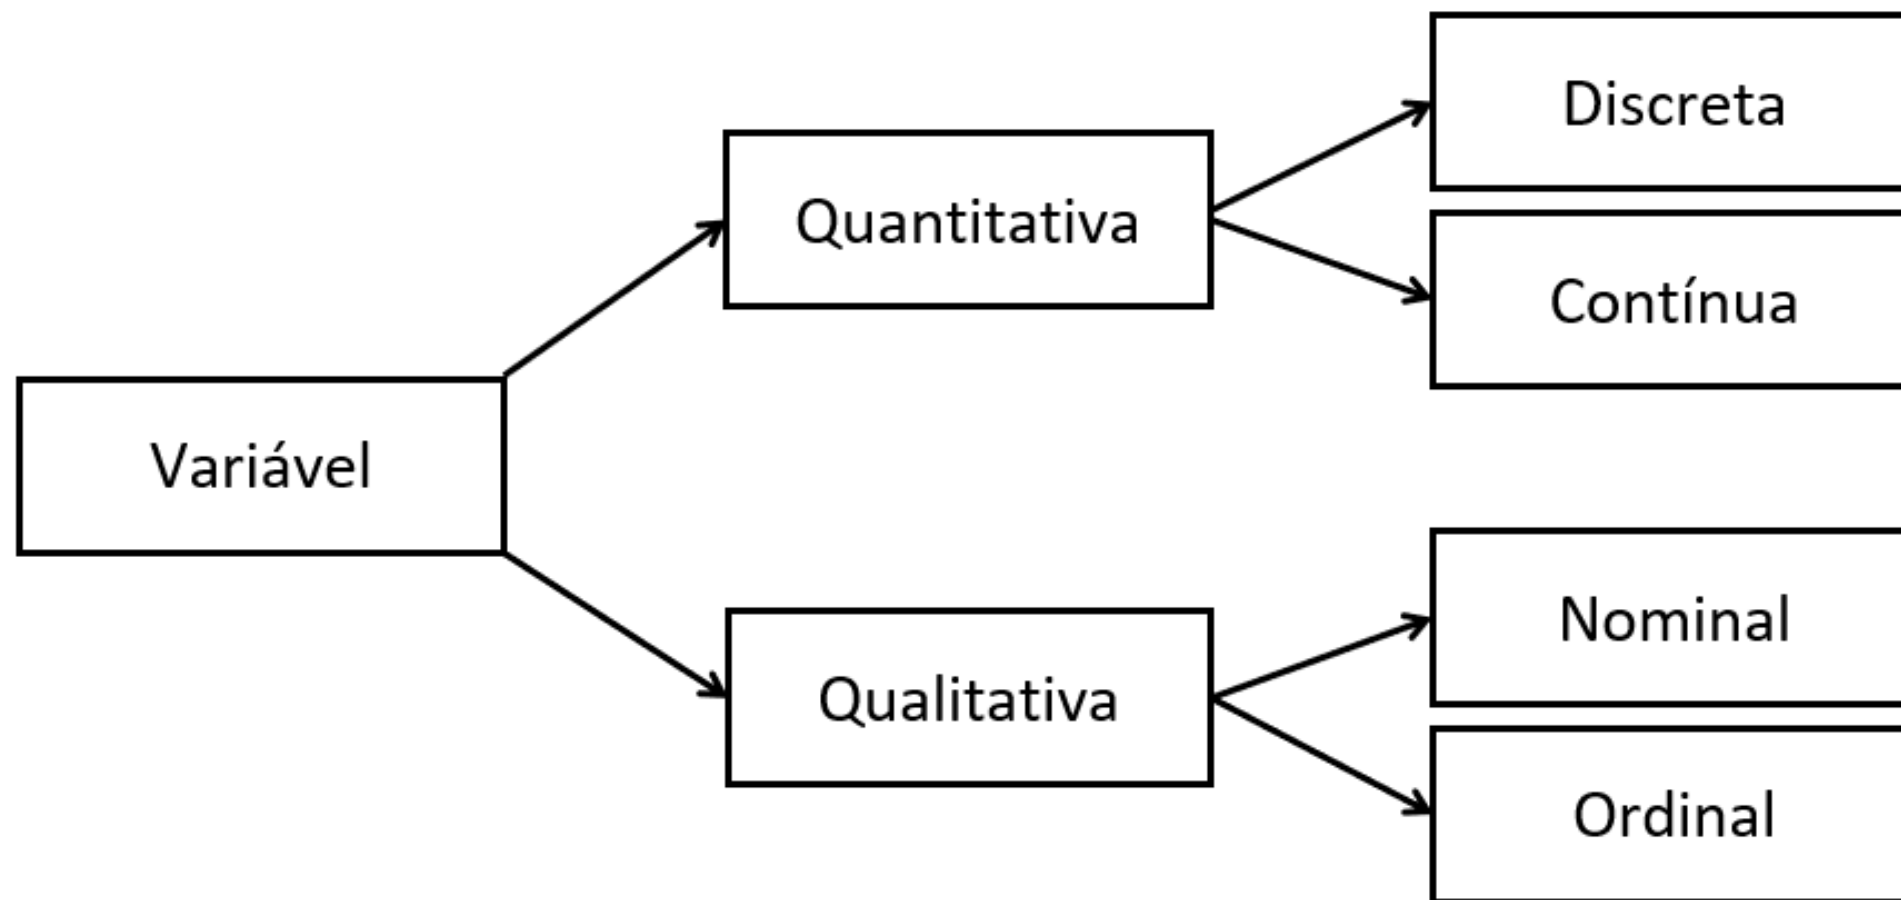 Variável
Quantitativa
Discreta
Contínua
Qualitativa
Nominal
Ordinal